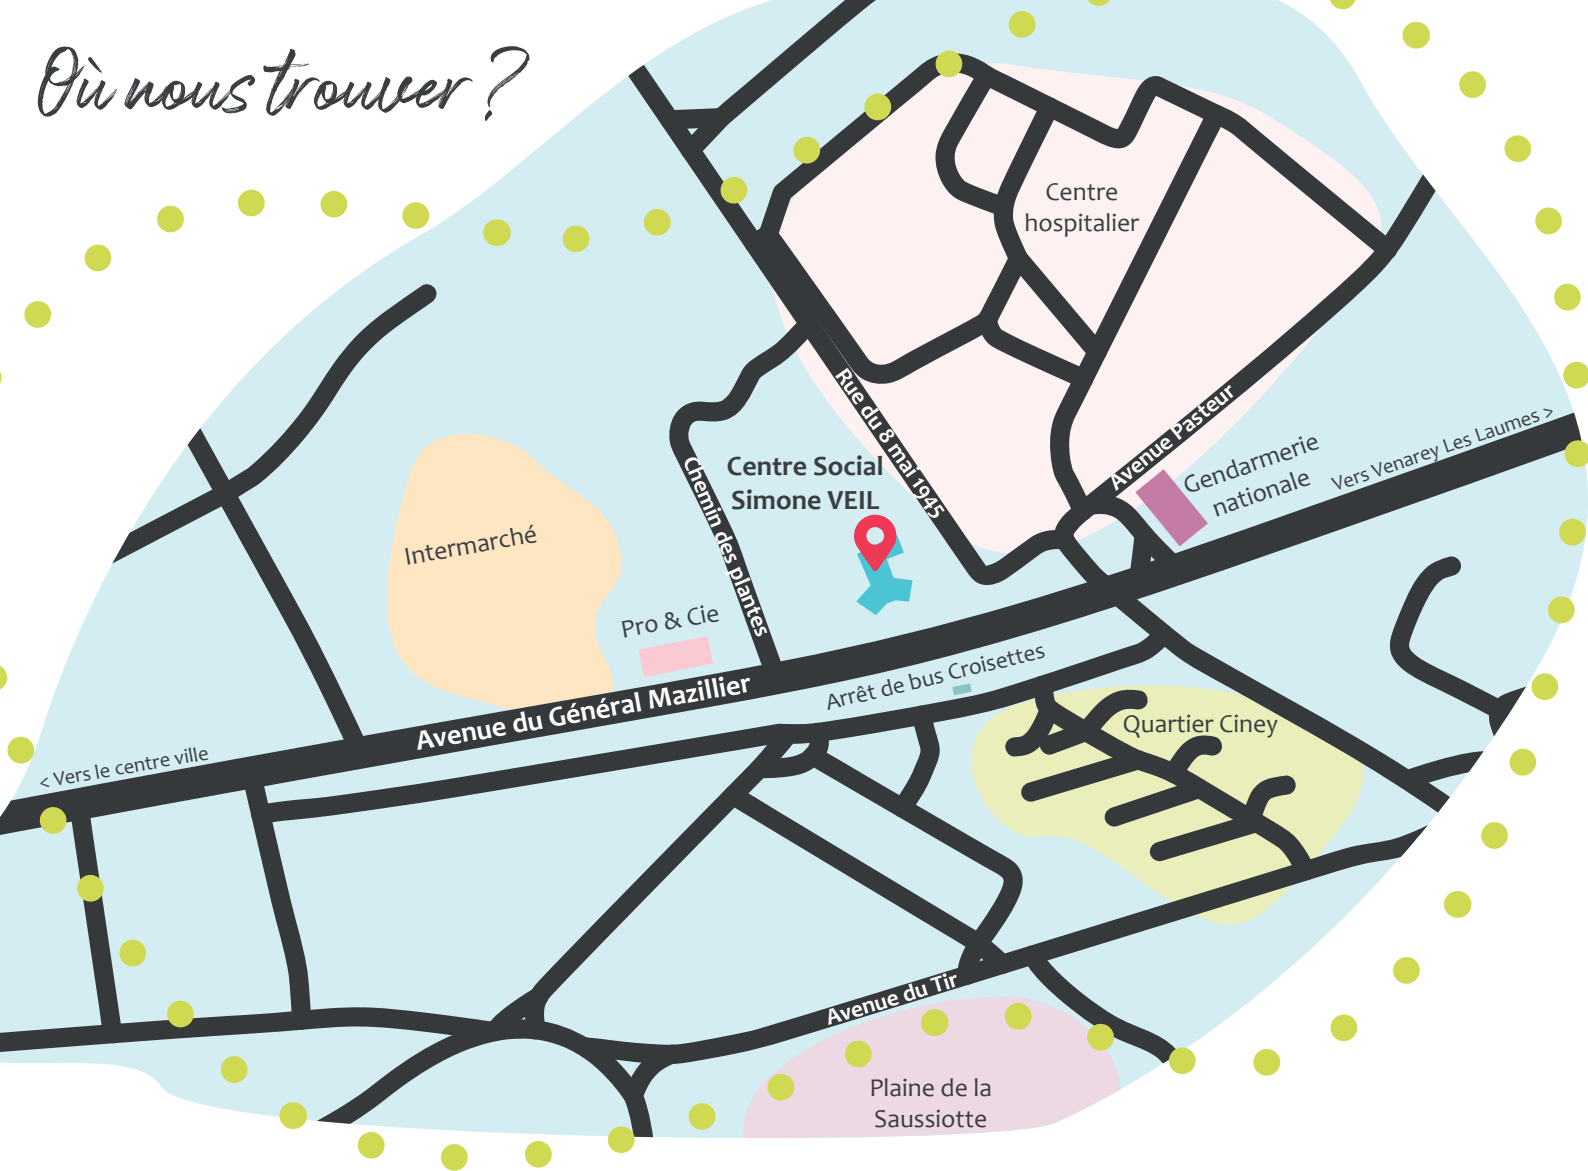 Où nous trouver ?
Centre
hospitalier
Rue du 8 mai 1945
Avenue Pasteur
Gendarmerie
nationale
Vers Venarey Les Laumes >
Centre Social
Simone VEIL
Chemin des plantes
Intermarché
Pro & Cie
Avenue du Général Mazillier
Arrêt de bus Croisettes
Quartier Ciney
< Vers le centre ville
Avenue du Tir
Plaine de la
Saussiotte